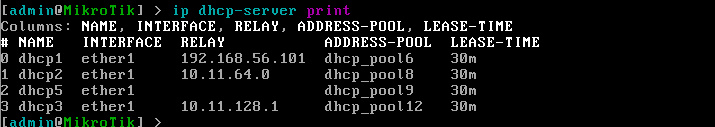 [admin@MikroTik] > ip dhcp-server print
Columns: NAME, INTERFACE, RELAY, ADDRESS-POOL, LEASE-TIME
# NAME   INTERFACE  RELAY           ADDRESS-POOL  LEASE-TIME
0 dhcp1  ether1     192.168.56.101  dhcp_pool6    30m
1 dhcp2  ether1     10.11.64.0      dhcp_pool8    30m
2 dhcp5  ether1                     dhcp_pool9    30m
3 dhcp3  ether1     10.11.128.1     dhcp_pool12   30m
[admin@MikroTik] >